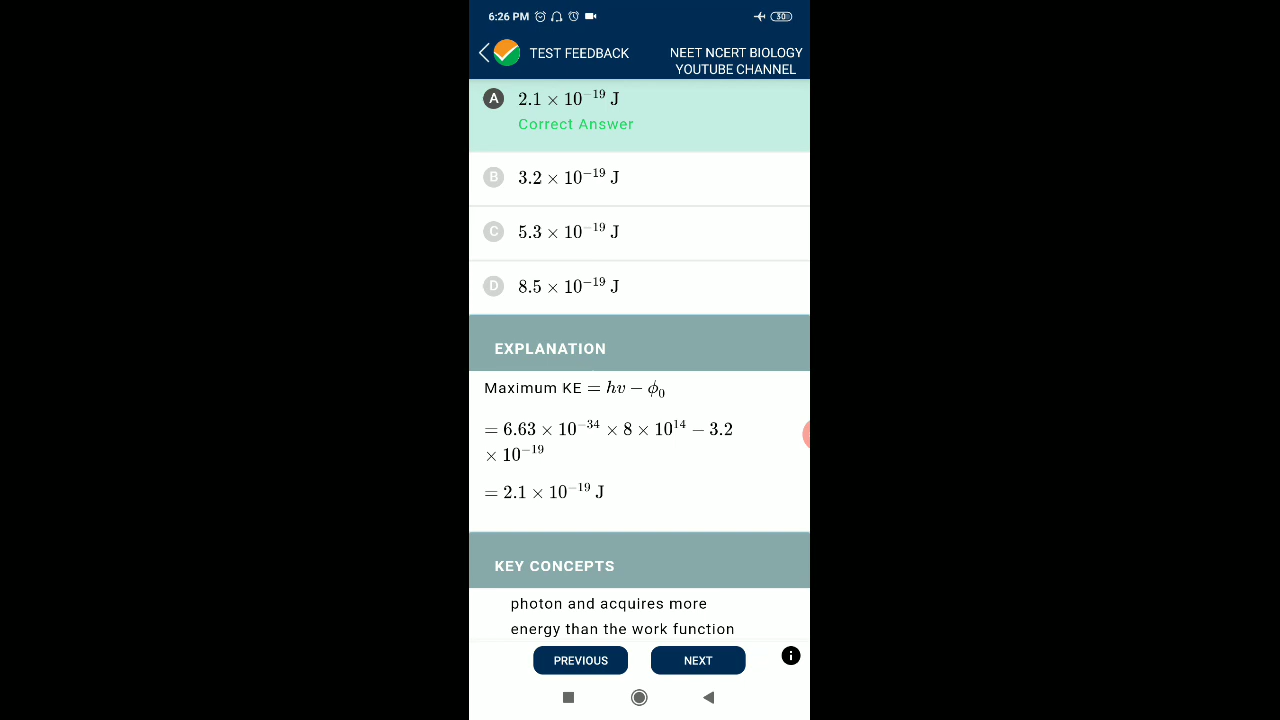 6:26 PM 30
TEST FEEDBACK NEET NCERT BIOLOGY
YOUTUBE CHANNEL
A 2.1 × 10⁻¹⁹ J
Correct Answer
B 3.2 × 10⁻¹⁹ J
C 5.3 × 10⁻¹⁹ J
D 8.5 × 10⁻¹⁹ J
EXPLANATION
Maximum KE = hv − ϕ₀
= 6.63 × 10⁻³⁴ × 8 × 10¹⁴ − 3.2
× 10⁻¹⁹
= 2.1 × 10⁻¹⁹ J
KEY CONCEPTS
photon and acquires more
energy than the work function
PREVIOUS NEXT i